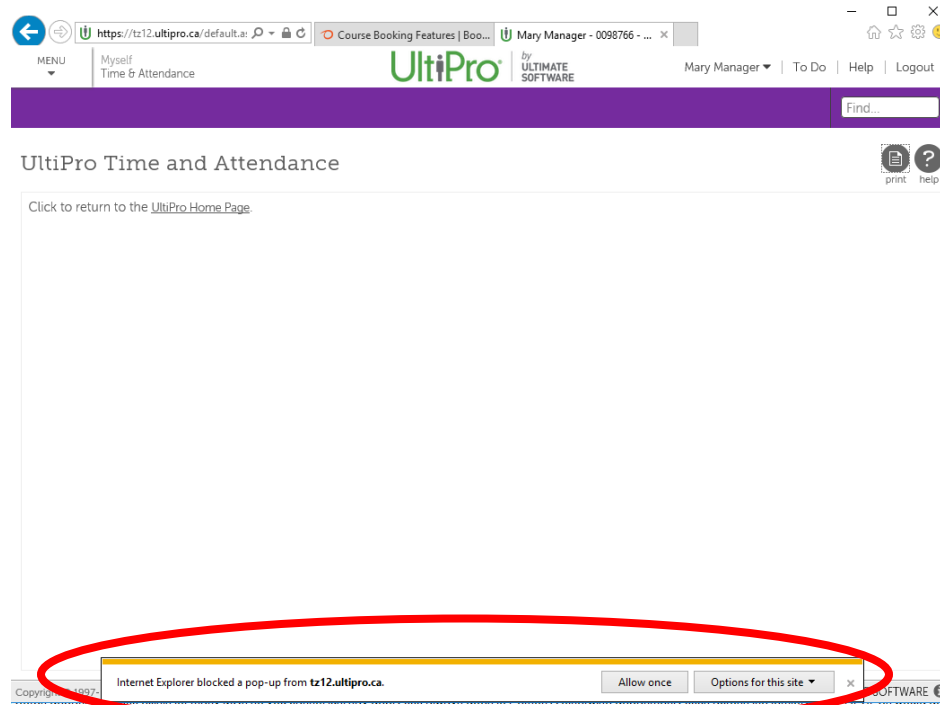 https://tz12.ultipro.ca/default.a
Course Booking Features | Boo...
Mary Manager - 0098766 - ...
MENU
Myself
Time & Attendance
UltiPro
by
ULTIMATE
SOFTWARE
Mary Manager
To Do
Help
Logout
Find...
UltiPro Time and Attendance
print
help
Click to return to the UltiPro Home Page.
Internet Explorer blocked a pop-up from tz12.ultipro.ca.
Allow once
Options for this site
Copyright 1997-
SOFTWARE